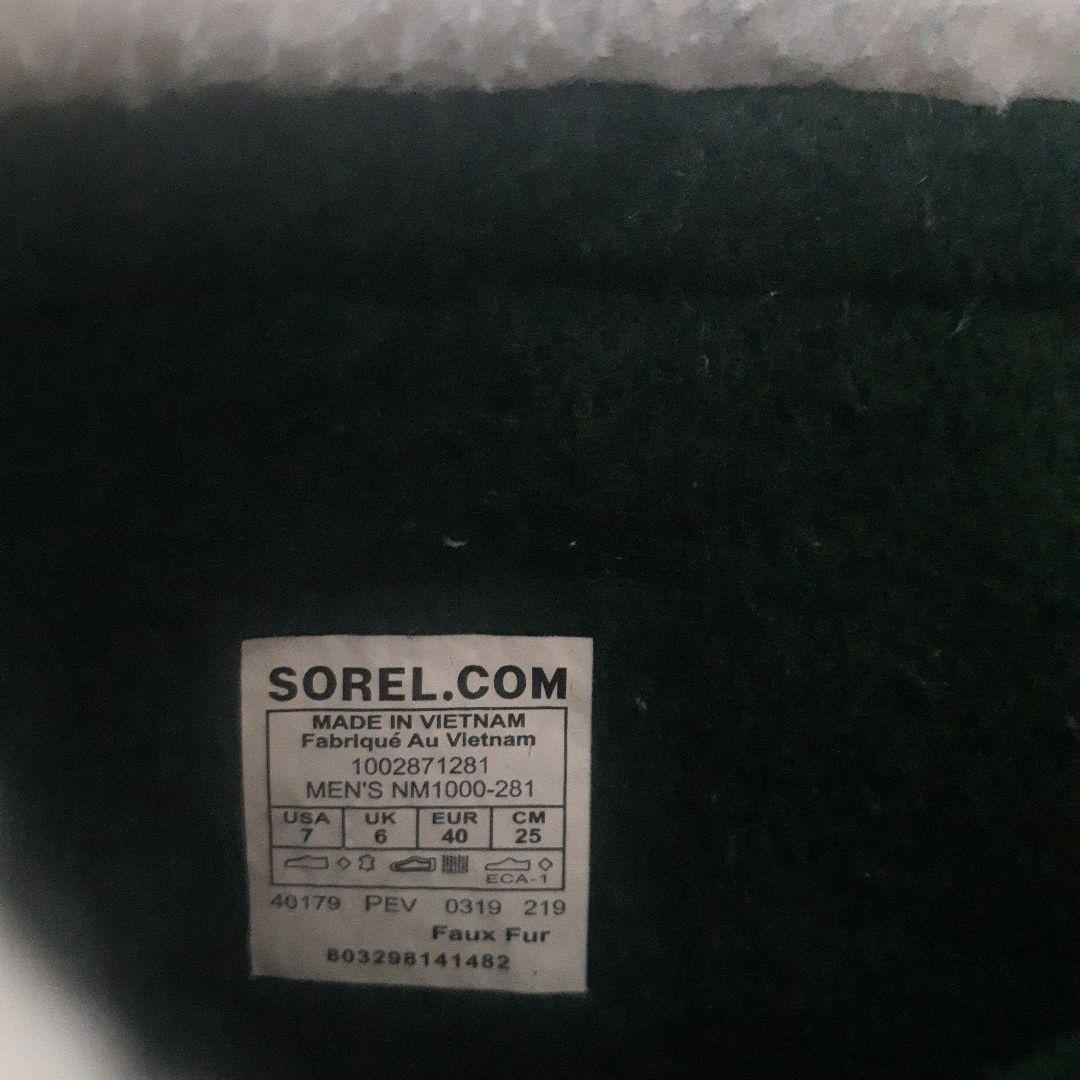 SOREL.COM
MADE IN VIETNAM
Fabriqué Au Vietnam
1002871281
MEN'S NM1000-281
USA UK EUR CM
7 6 40 25
ECA-1
40179 PEV 0319 219
Faux Fur
803298141482